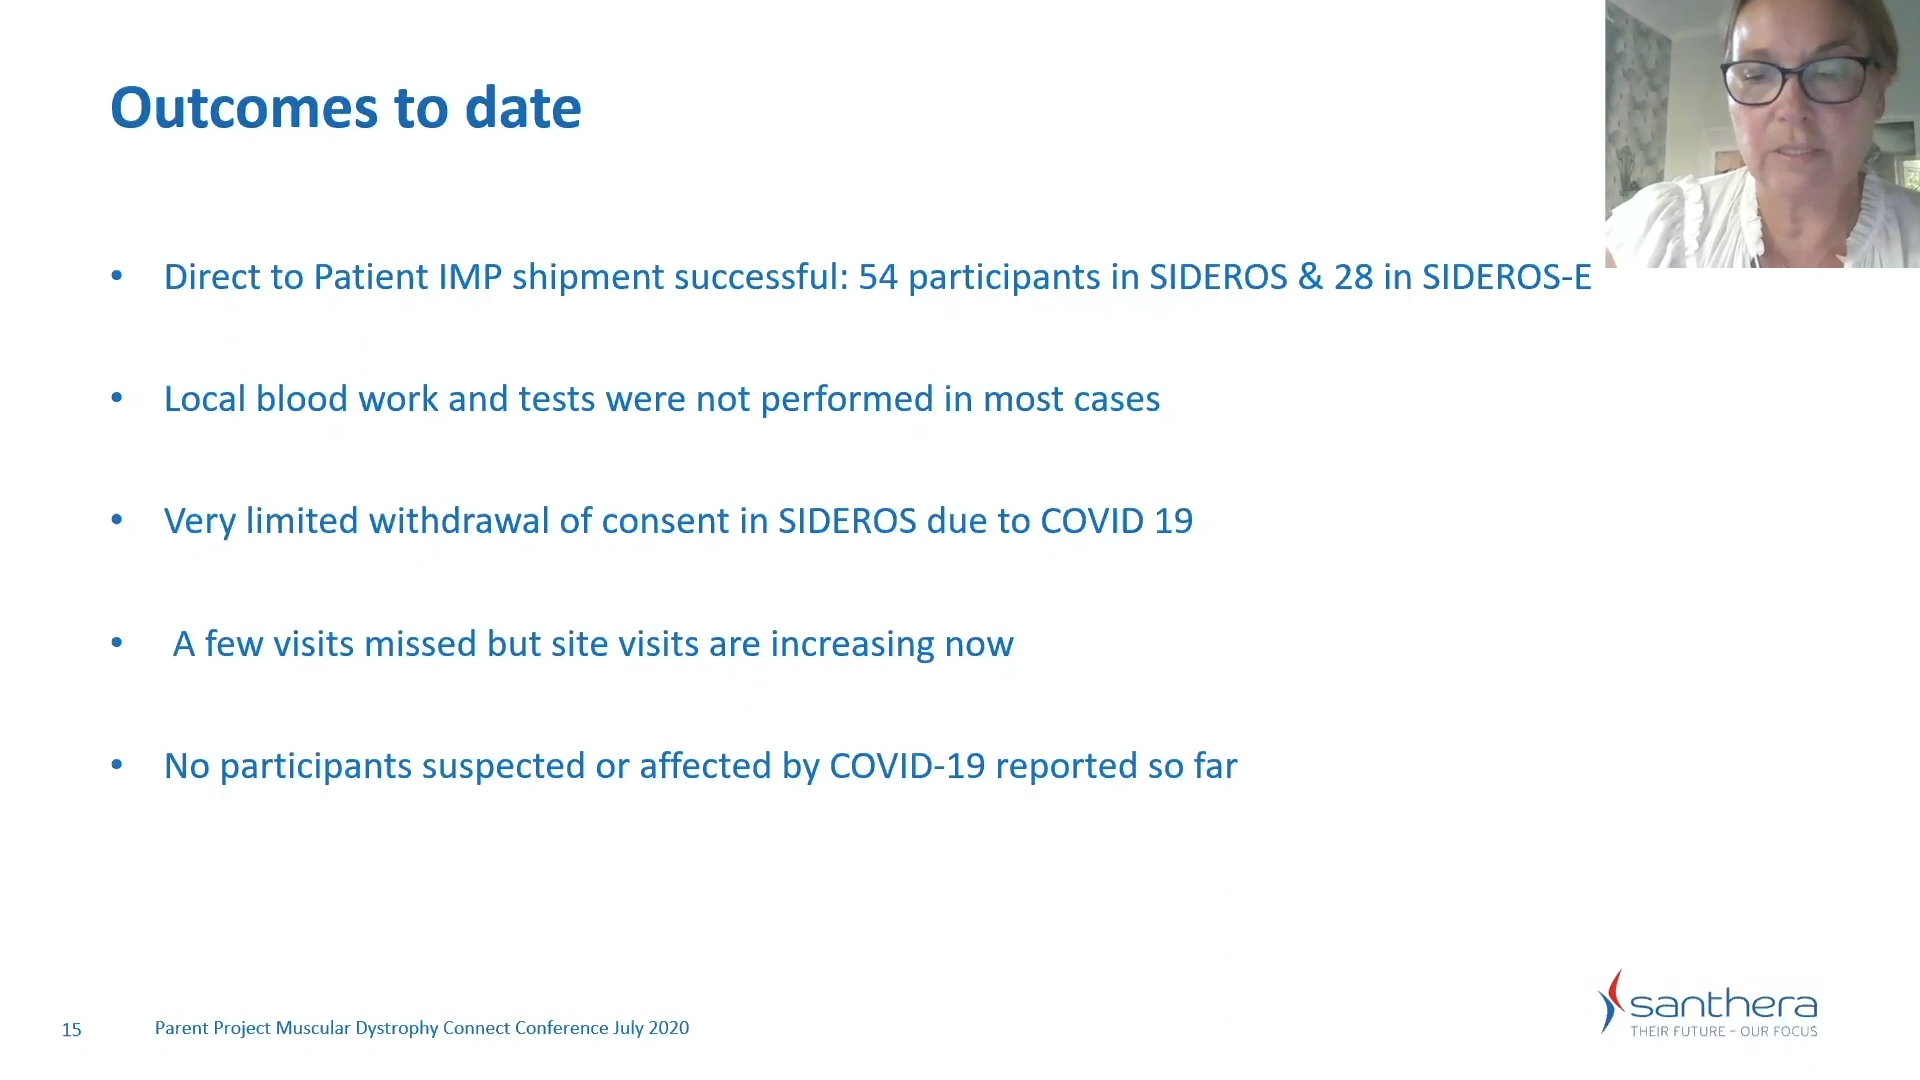 Outcomes to date
• Direct to Patient IMP shipment successful: 54 participants in SIDEROS & 28 in SIDEROS-E
• Local blood work and tests were not performed in most cases
• Very limited withdrawal of consent in SIDEROS due to COVID 19
• A few visits missed but site visits are increasing now
• No participants suspected or affected by COVID-19 reported so far
15 Parent Project Muscular Dystrophy Connect Conference July 2020
santhera
THEIR FUTURE – OUR FOCUS